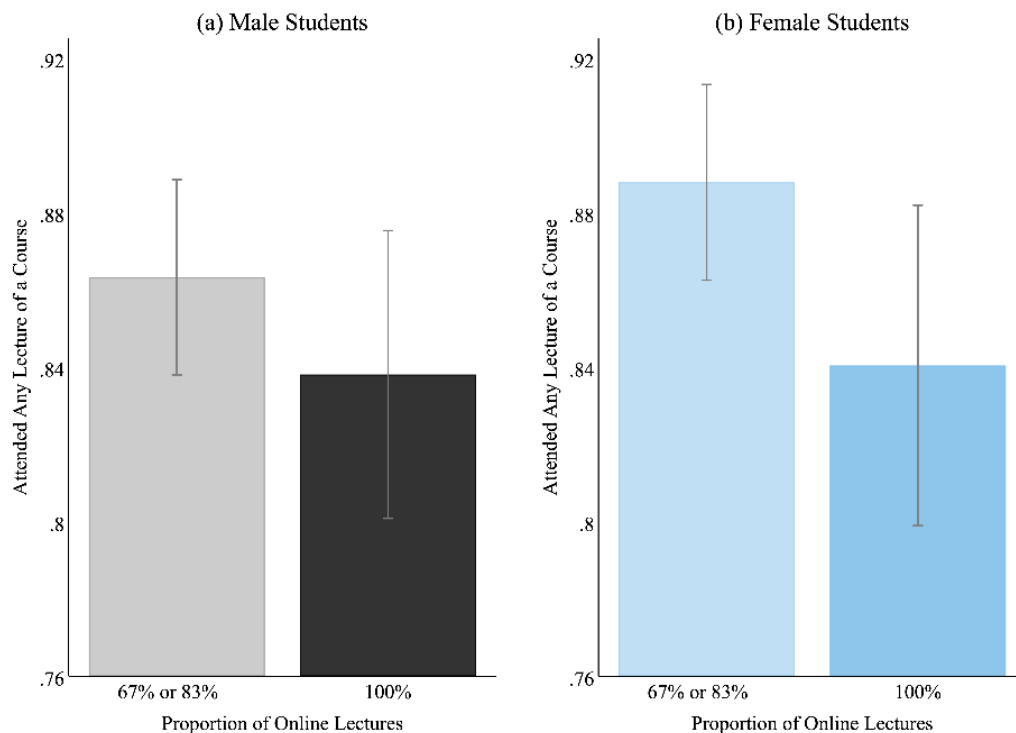 (a) Male Students
Attended Any Lecture of a Course
.92
.88
.84
.8
.76
67% or 83%
100%
Proportion of Online Lectures
(b) Female Students
Attended Any Lecture of a Course
.92
.88
.84
.8
.76
67% or 83%
100%
Proportion of Online Lectures